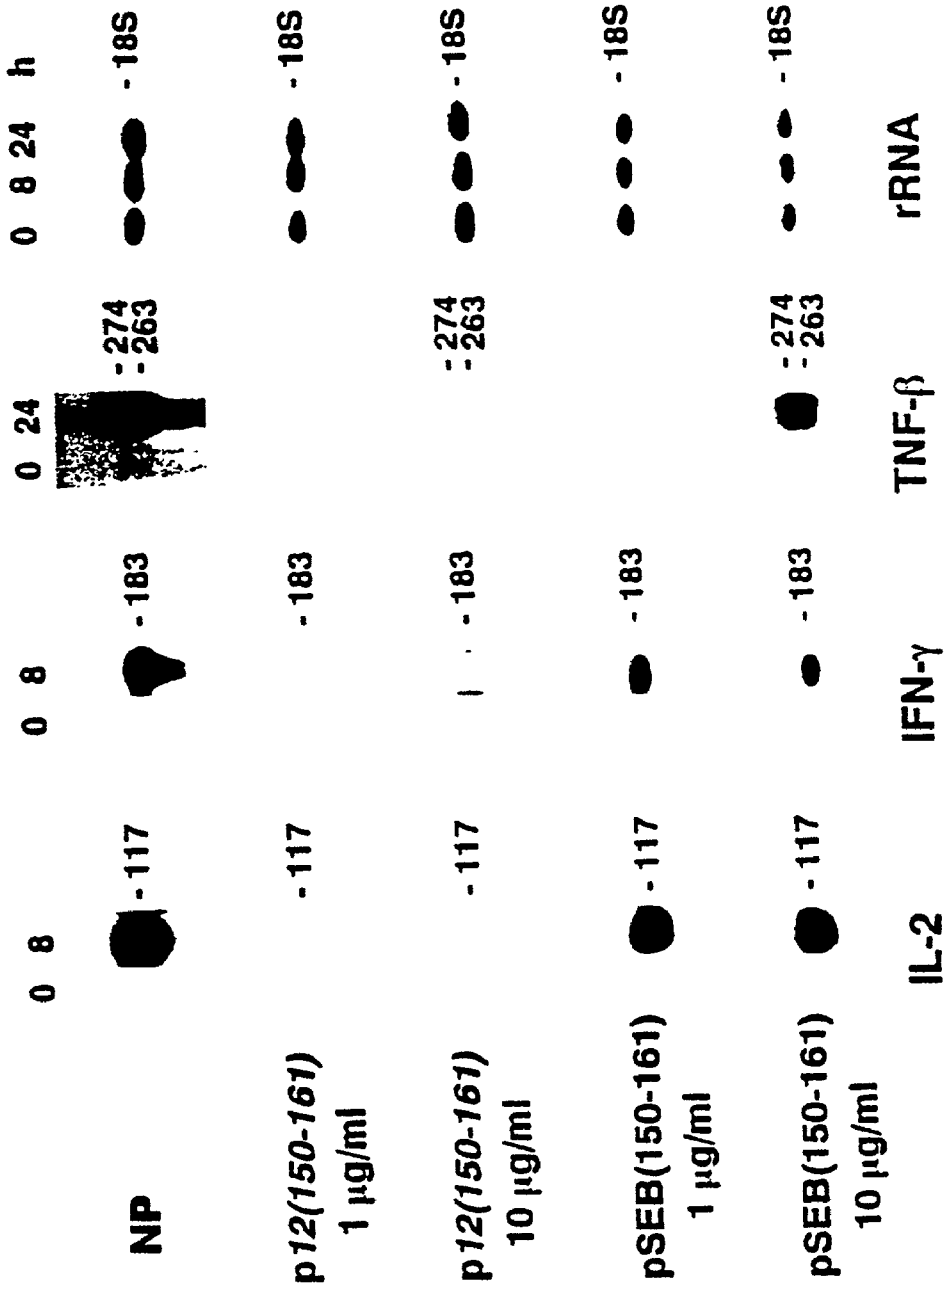 0 8 0 8 0 24 0 8 24 h
NP - 117 - 183 - 274 - 18S
- 263
p12(150-161) - 117 - 183 - 18S
1 µg/ml
p12(150-161) - 117 - 183 - 274 - 18S
10 µg/ml - 263
pSEB(150-161) - 117 - 183 - 18S
1 µg/ml
pSEB(150-161) - 117 - 183 - 274 - 18S
10 µg/ml - 263
IL-2 IFN-γ TNF-β rRNA